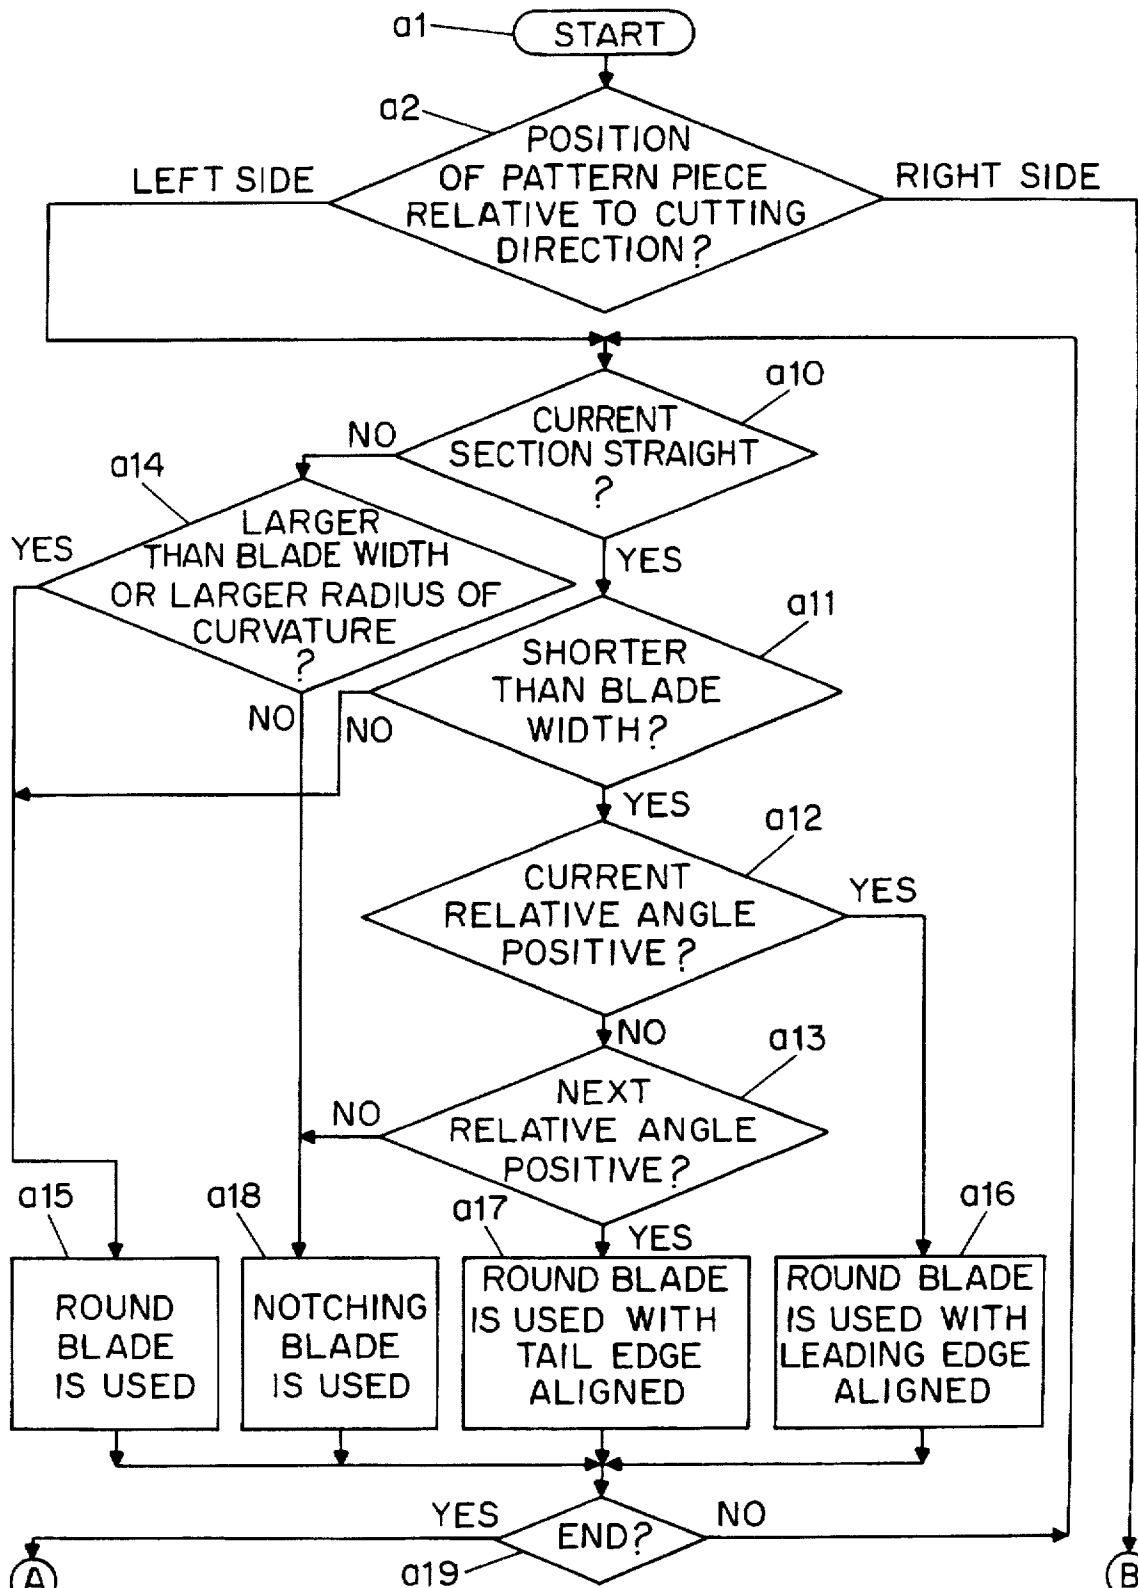 a1
START
a2
POSITION
OF PATTERN PIECE
RELATIVE TO CUTTING
DIRECTION?
LEFT SIDE
RIGHT SIDE
a10
CURRENT
SECTION STRAIGHT
?
NO
YES
a14
LARGER
THAN BLADE WIDTH
OR LARGER RADIUS OF
CURVATURE
?
YES
NO
a11
SHORTER
THAN BLADE
WIDTH?
NO
YES
a12
CURRENT
RELATIVE ANGLE
POSITIVE?
YES
NO
a13
NEXT
RELATIVE ANGLE
POSITIVE?
NO
YES
a15
ROUND
BLADE
IS USED
a18
NOTCHING
BLADE
IS USED
a17
ROUND BLADE
IS USED WITH
TAIL EDGE
ALIGNED
a16
ROUND BLADE
IS USED WITH
LEADING EDGE
ALIGNED
YES
END?
NO
a19
A
B